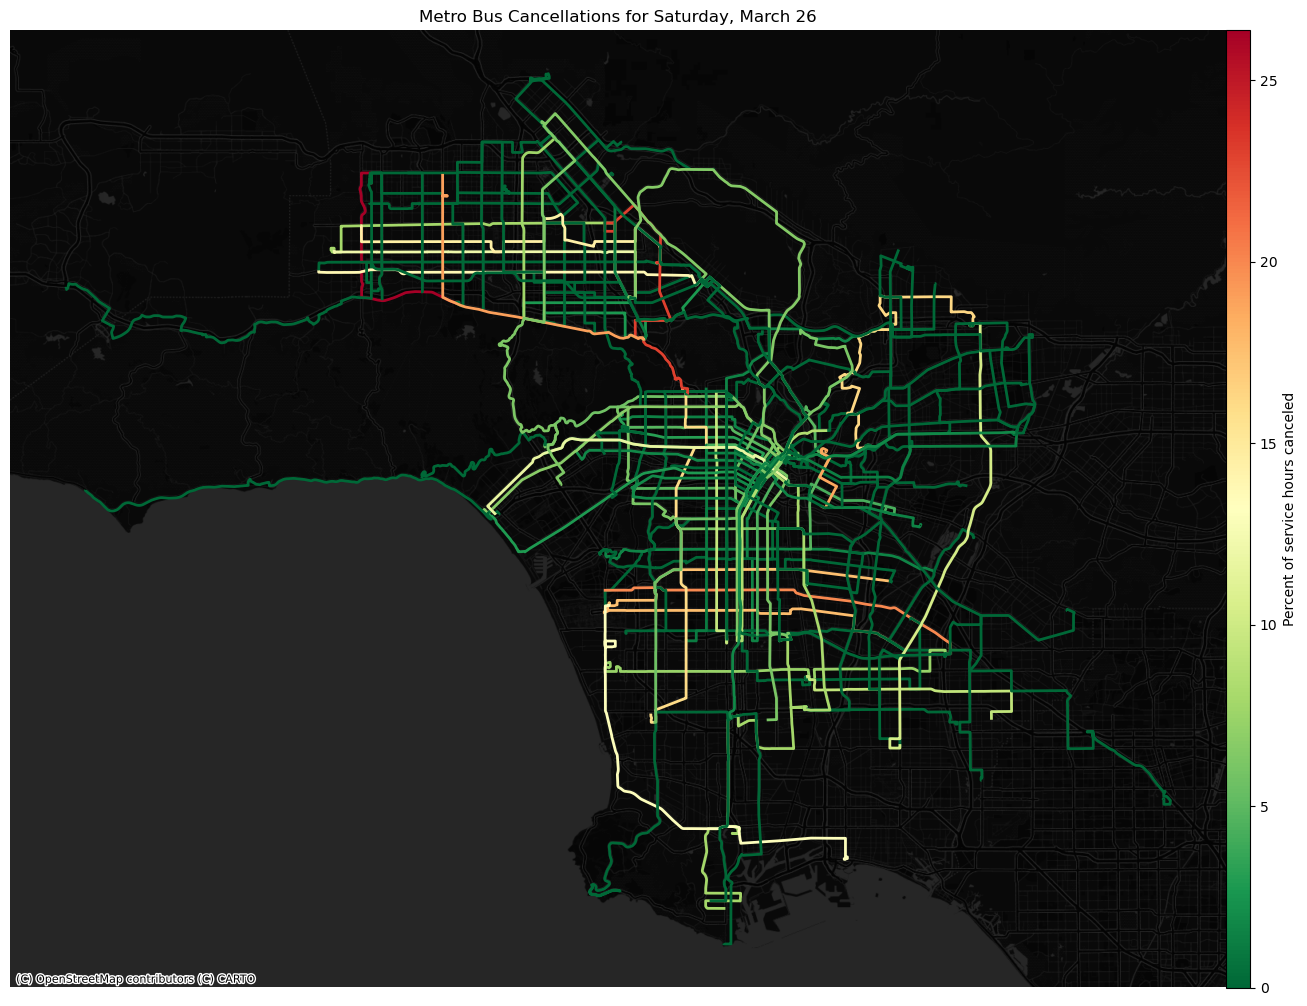 Metro Bus Cancellations for Saturday, March 26
25
20
15
10
5
0
Percent of service hours canceled
(C) OpenStreetMap contributors (C) CARTO